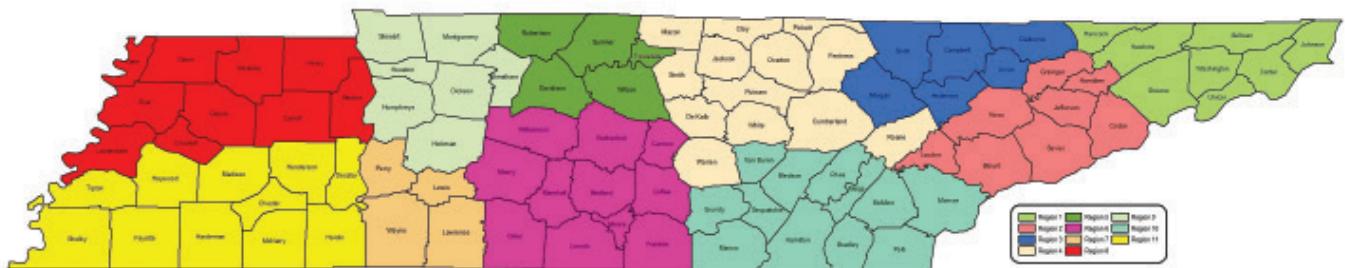 Stewart
Montgomery
Robertson
Sumner
Macon
Clay
Pickett
Scott
Campbell
Claiborne
Hancock
Hawkins
Sullivan
Johnson
Obion
Weakley
Henry
Houston
Dickson
Humphreys
Davidson
Wilson
Smith
Jackson
Overton
Fentress
Putnam
Morgan
Anderson
Union
Grainger
Hamblen
Greene
Washington
Carter
Unicoi
Dyer
Gibson
Carroll
Benton
Hickman
Williamson
Rutherford
Cannon
De Kalb
White
Cumberland
Roane
Knox
Jefferson
Cocke
Sevier
Blount
Loudon
Lauderdale
Crockett
Haywood
Madison
Henderson
Decatur
Perry
Lewis
Maury
Marshall
Bedford
Coffee
Warren
Van Buren
Bledsoe
Rhea
Meigs
McMinn
Monroe
Tipton
Chester
Shelby
Fayette
Hardeman
McNairy
Hardin
Wayne
Lawrence
Giles
Lincoln
Moore
Franklin
Grundy
Sequatchie
Marion
Hamilton
Bradley
Polk
Region 1
Region 5
Region 9
Region 2
Region 6
Region 10
Region 3
Region 7
Region 11
Region 4
Region 8